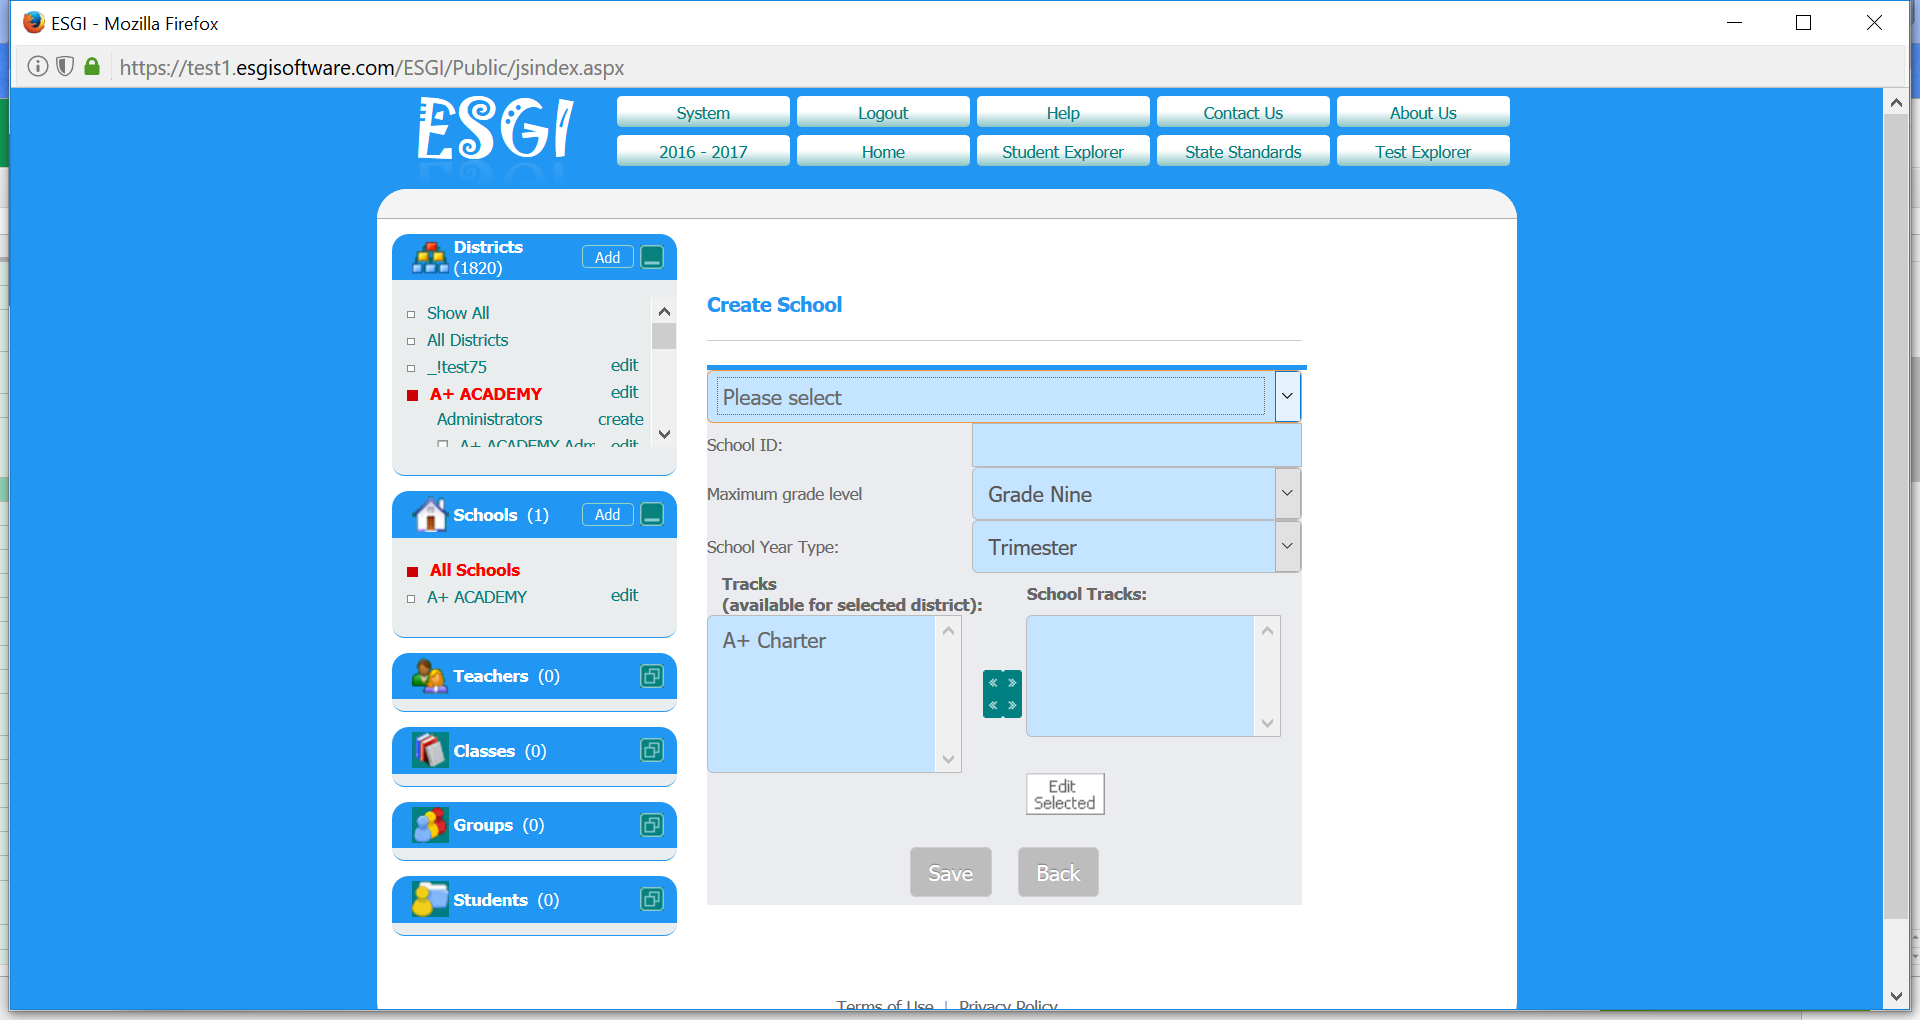 ESGI - Mozilla Firefox
https://test1.esgisoftware.com/ESGI/Public/jsindex.aspx
ESGI
System Logout Help Contact Us About Us
2016 - 2017 Home Student Explorer State Standards Test Explorer
Districts
(1820)
Add
Show All
All Districts
_!test75 edit
A+ ACADEMY edit
Administrators create
A+ ACADEMY Adm edit
Schools (1) Add
All Schools
A+ ACADEMY edit
Teachers (0)
Classes (0)
Groups (0)
Students (0)
Create School
Please select
School ID:
Maximum grade level Grade Nine
School Year Type: Trimester
Tracks
(available for selected district):
School Tracks:
A+ Charter
Edit
Selected
Save Back
Terms of Use | Privacy Policy